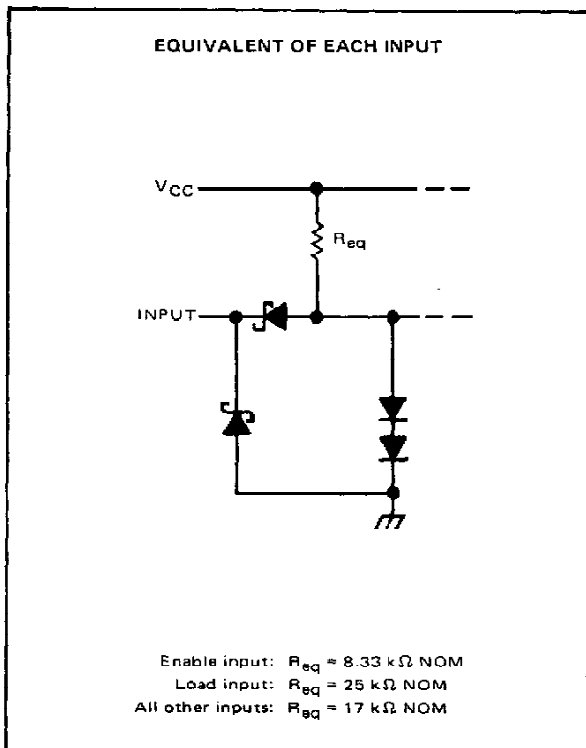 EQUIVALENT OF EACH INPUT
VCC
Req
INPUT
Enable input: Req = 8.33 kΩ NOM
Load input: Req = 25 kΩ NOM
All other inputs: Req = 17 kΩ NOM